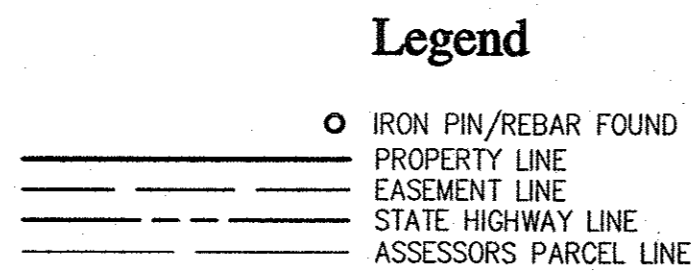 Legend
IRON PIN/REBAR FOUND
PROPERTY LINE
EASEMENT LINE
STATE HIGHWAY LINE
ASSESSORS PARCEL LINE